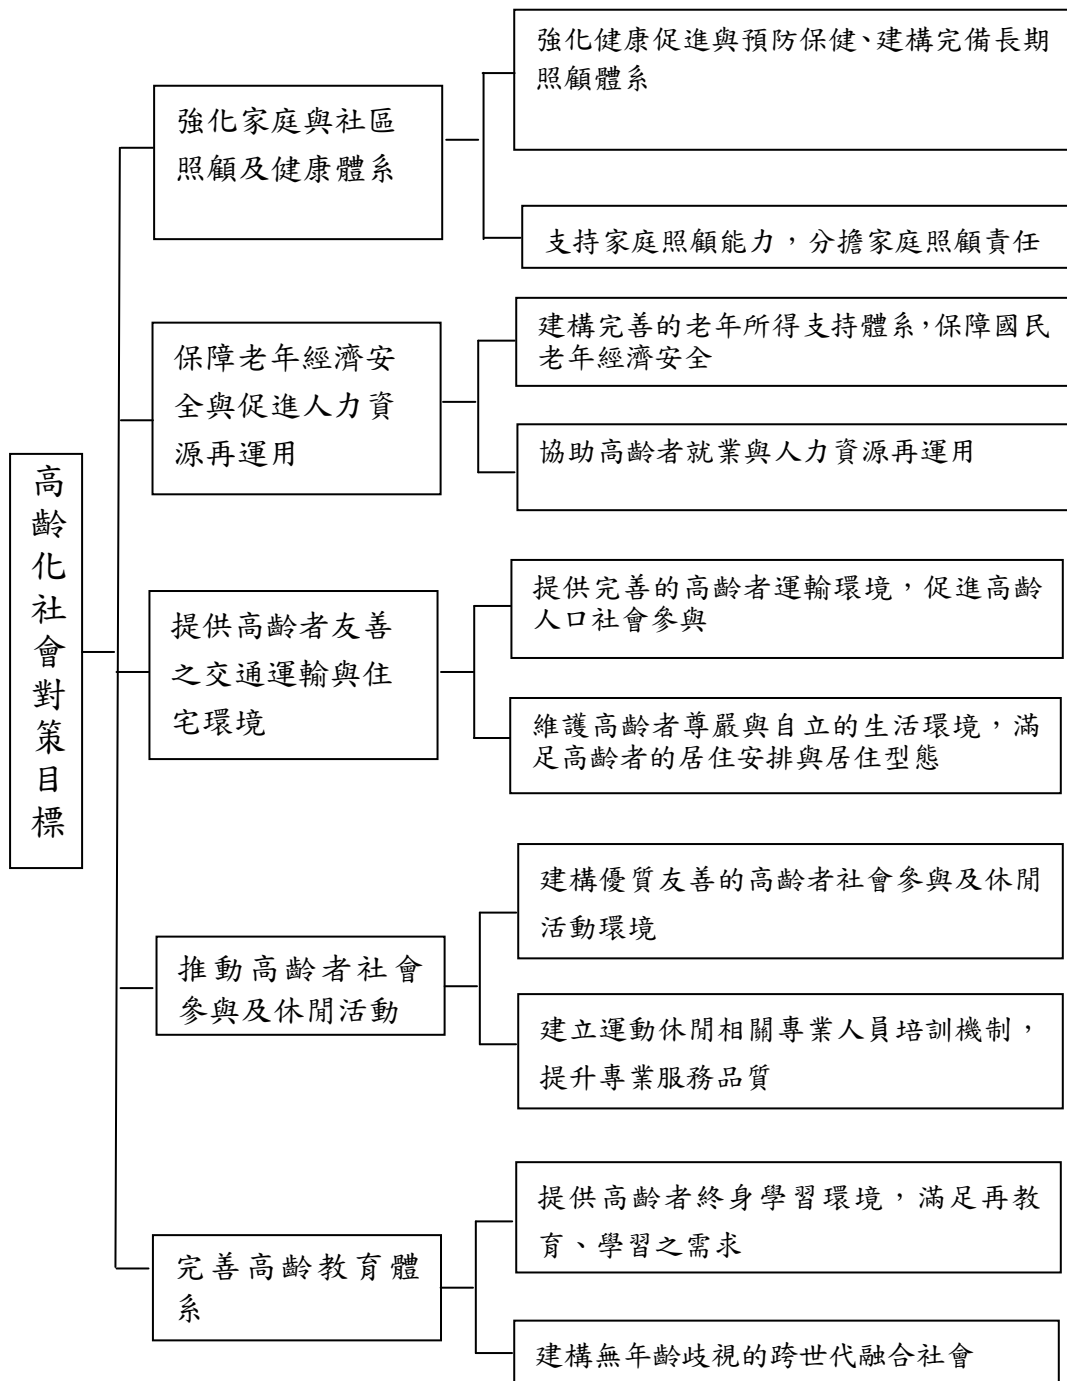 高齡化社會對策目標
強化家庭與社區
照顧及健康體系
強化健康促進與預防保健、建構完備長期
照顧體系
支持家庭照顧能力，分擔家庭照顧責任
保障老年經濟安
全與促進人力資
源再運用
建構完善的老年所得支持體系，保障國民
老年經濟安全
協助高齡者就業與人力資源再運用
提供高齡者友善
之交通運輸與住
宅環境
提供完善的高齡者運輸環境，促進高齡
人口社會參與
維護高齡者尊嚴與自立的生活環境，滿
足高齡者的居住安排與居住型態
推動高齡者社會
參與及休閒活動
建構優質友善的高齡者社會參與及休閒
活動環境
建立運動休閒相關專業人員培訓機制，
提升專業服務品質
完善高齡教育體
系
提供高齡者終身學習環境，滿足再教
育、學習之需求
建構無年齡歧視的跨世代融合社會